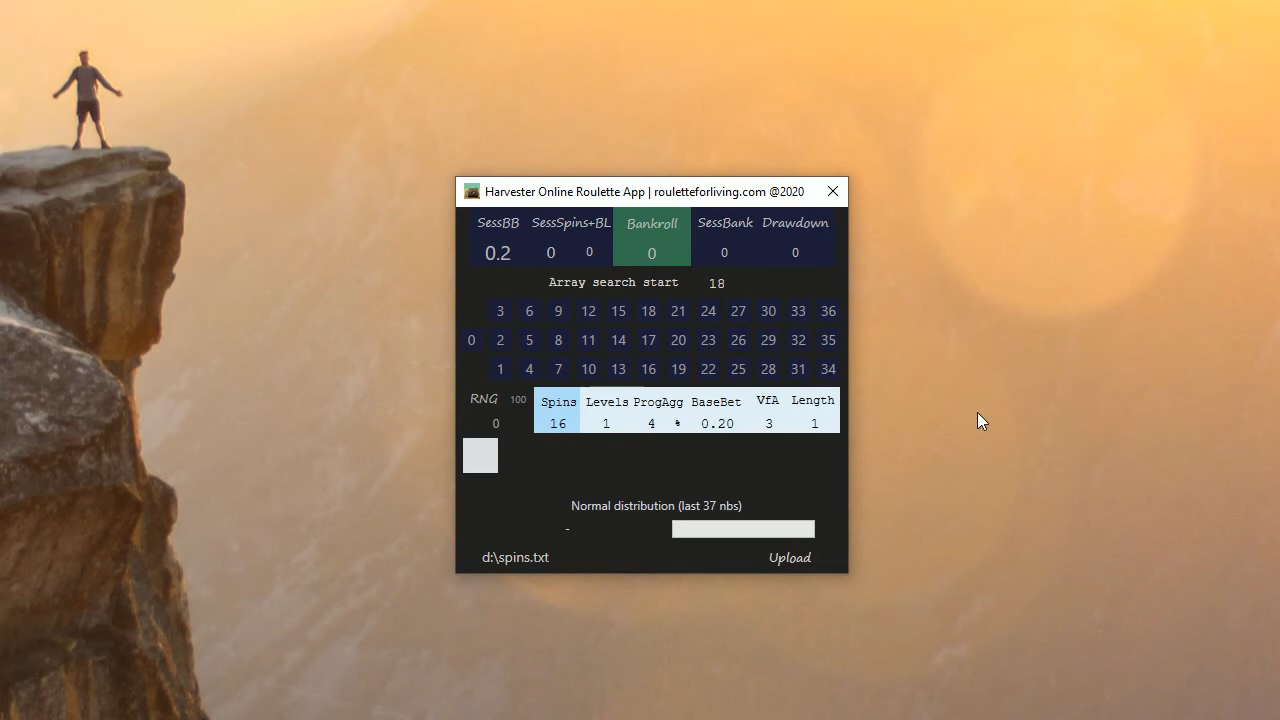 Harvester Online Roulette App | rouletteforliving.com @2020
SessBB SessSpins+BL Bankroll SessBank Drawdown
0.2 0 0 0 0 0
Array search start 18
3 6 9 12 15 18 21 24 27 30 33 36
0 2 5 8 11 14 17 20 23 26 29 32 35
1 4 7 10 13 16 19 22 25 28 31 34
RNG 100 Spins Levels ProgAgg BaseBet VfA Length
0 16 1 4 % 0.20 3 1
Normal distribution (last 37 nbs)
-
d:\spins.txt Upload